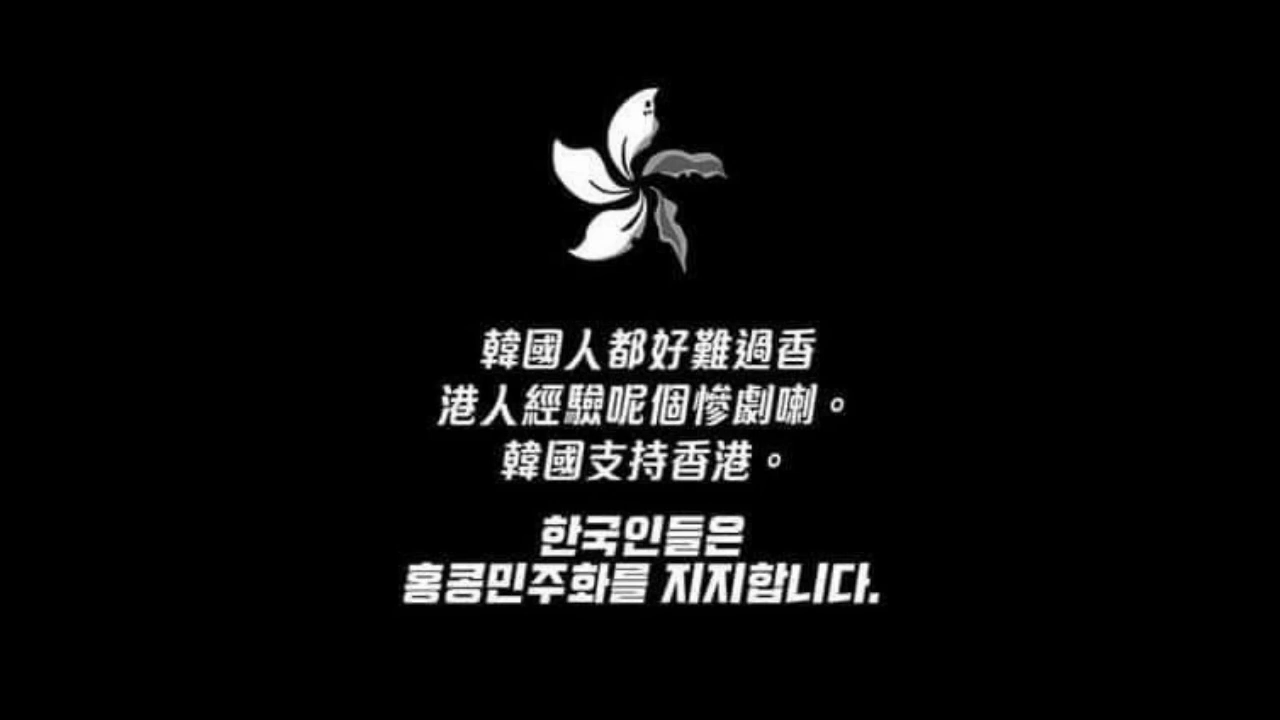 韓國人都好難過香
港人經驗呢個慘劇喇。
韓國支持香港。
한국인들은
홍콩민주화를 지지합니다.